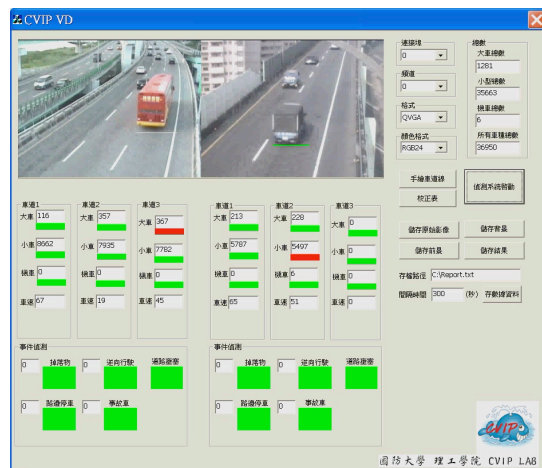 CVIP VD
連接埠
0
頻道
0
格式
QVGA
顏色格式
RGB24
總數
大車總數
1281
小型總數
35663
機車總數
6
所有車種總數
36950
手繪車道線
校正表
偵測系統啟動
儲存原始影像
儲存背景
儲存前景
儲存結果
存檔路徑 C:\Report.txt
間隔時間 300 (秒) 存數據資料
車道1
大車 116
小車 8662
機車 0
車速 67
車道2
大車 357
小車 7935
機車 0
車速 19
車道3
大車 367
小車 7782
機車 0
車速 45
車道1
大車 213
小車 5787
機車 0
車速 65
車道2
大車 228
小車 5497
機車 6
車速 51
車道3
大車 0
小車 0
機車 0
車速 0
事件偵測
0 掉落物 0 逆向行駛 道路壅塞
0 路邊停車 0 事故車
事件偵測
0 掉落物 0 逆向行駛 道路壅塞
0 路邊停車 0 事故車
CVIP
國防大學 理工學院 CVIP LAB